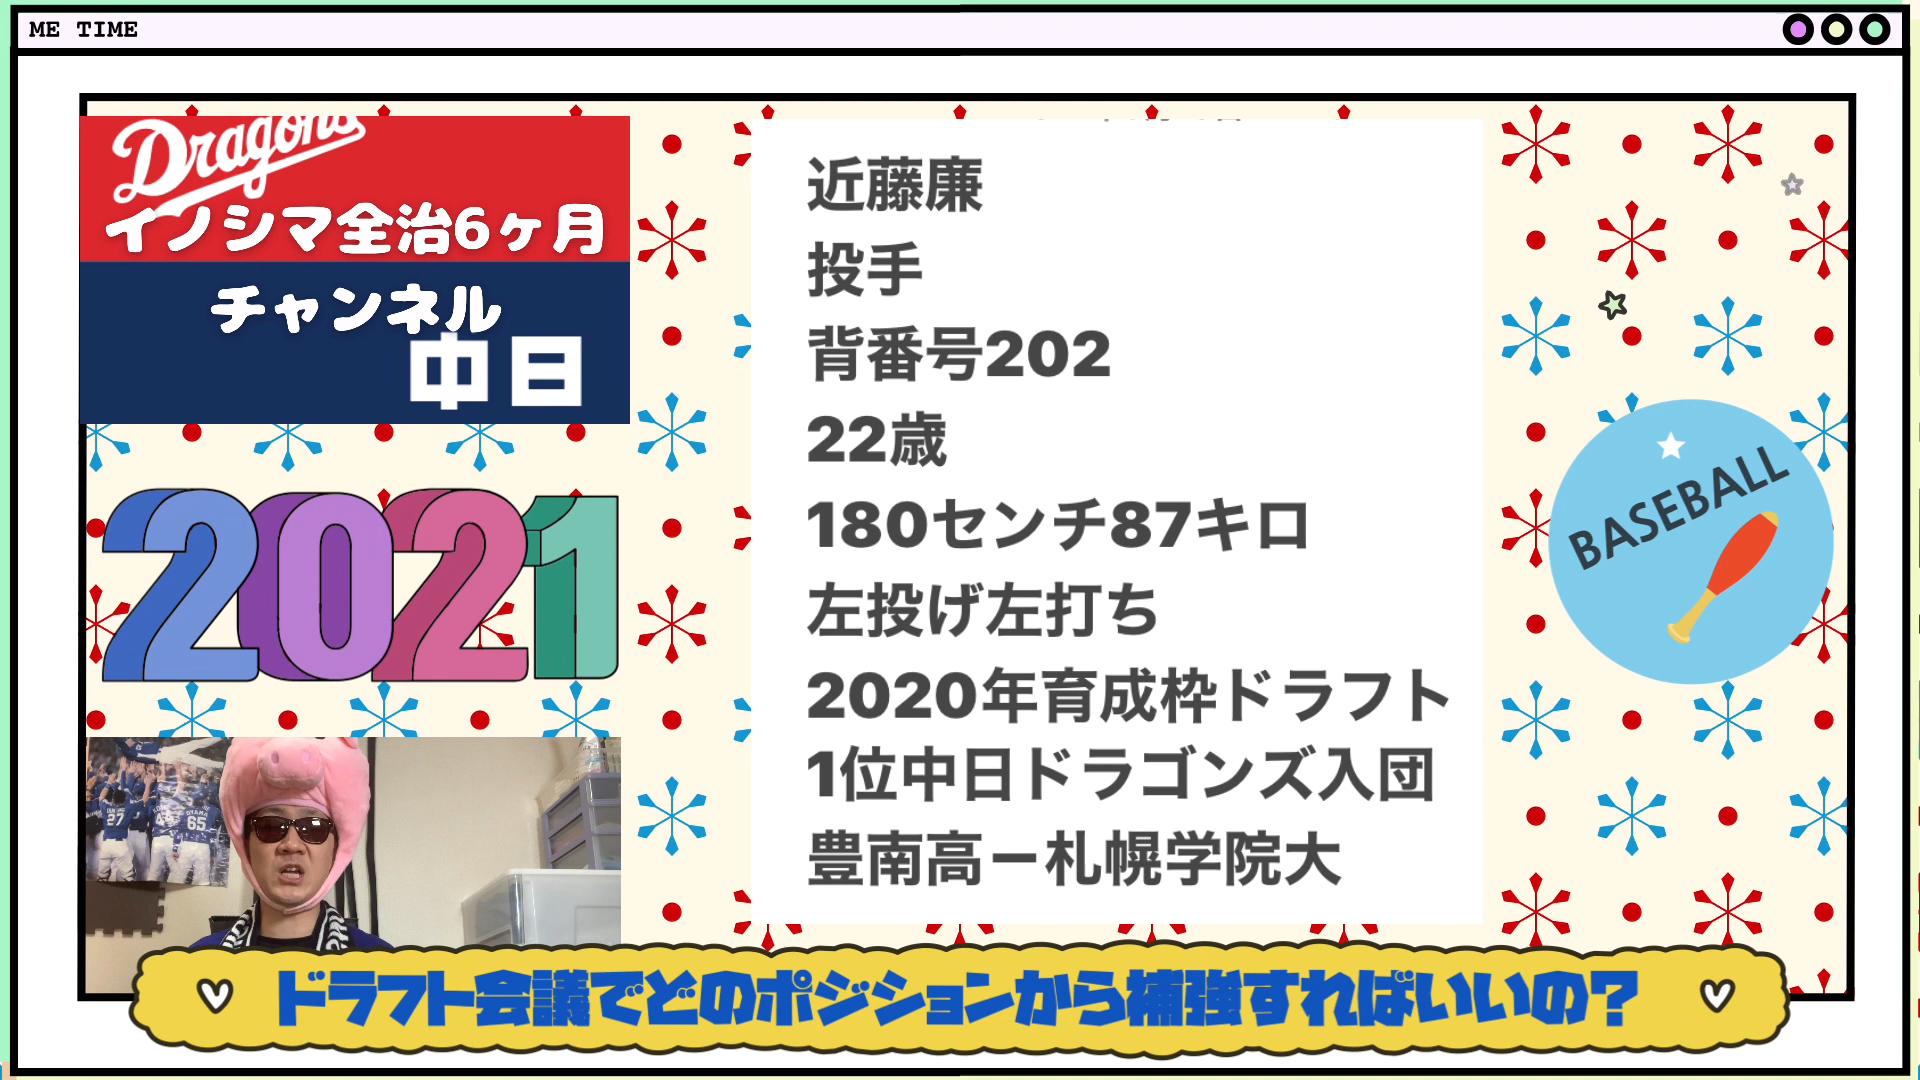 ME TIME
Dragons
イノシマ全治6ヶ月
チャンネル
中日
2021
近藤廉
投手
背番号202
22歳
180センチ87キロ
左投げ左打ち
2020年育成枠ドラフト
1位中日ドラゴンズ入団
豊南高ー札幌学院大
BASEBALL
27
65
ドラフト会議でどのポジションから補強すればいいの?